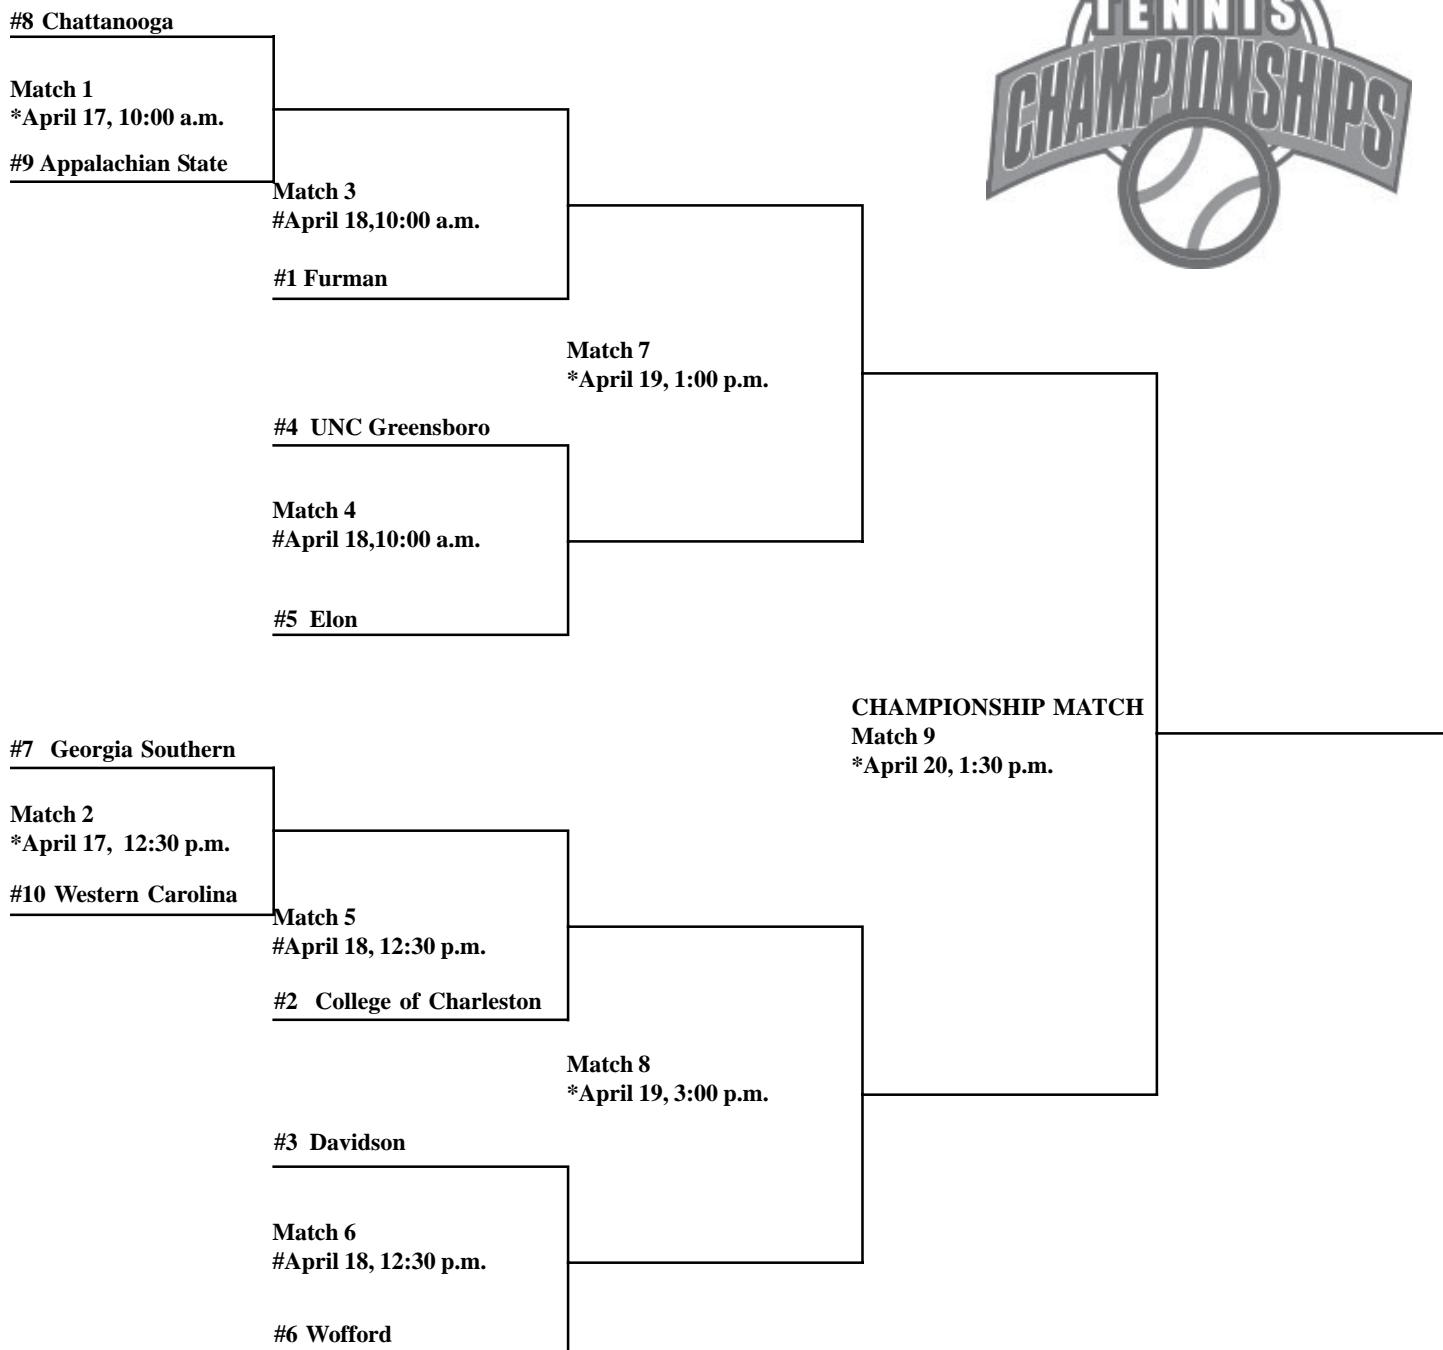 #8 Chattanooga
TENNIS
CHAMPIONSHIPS
Match 1
*April 17, 10:00 a.m.
#9 Appalachian State
Match 3
#April 18,10:00 a.m.
#1 Furman
Match 7
*April 19, 1:00 p.m.
#4 UNC Greensboro
Match 4
#April 18,10:00 a.m.
#5 Elon
CHAMPIONSHIP MATCH
Match 9
*April 20, 1:30 p.m.
#7 Georgia Southern
Match 2
*April 17, 12:30 p.m.
#10 Western Carolina
Match 5
#April 18, 12:30 p.m.
#2 College of Charleston
Match 8
*April 19, 3:00 p.m.
#3 Davidson
Match 6
#April 18, 12:30 p.m.
#6 Wofford